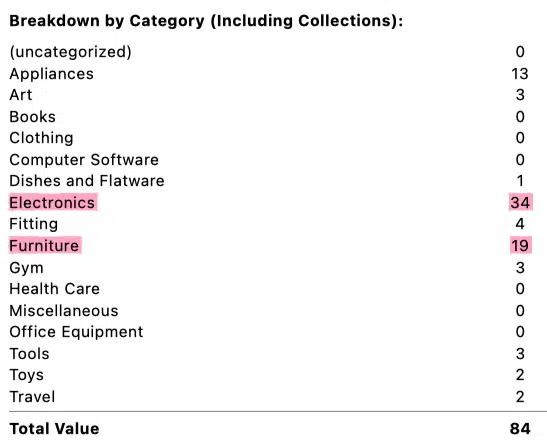 Breakdown by Category (Including Collections):
(uncategorized) 0
Appliances 13
Art 3
Books 0
Clothing 0
Computer Software 0
Dishes and Flatware 1
Electronics 34
Fitting 4
Furniture 19
Gym 3
Health Care 0
Miscellaneous 0
Office Equipment 0
Tools 3
Toys 2
Travel 2
Total Value 84